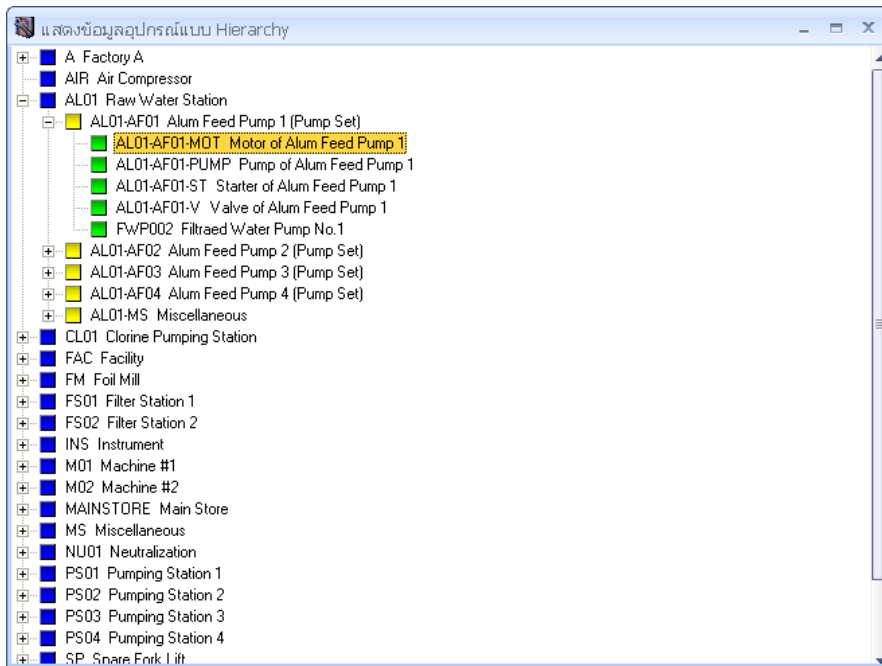 แสดงข้อมูลอุปกรณ์แบบ Hierarchy
A Factory A
AIR Air Compressor
AL01 Raw Water Station
AL01-AF01 Alum Feed Pump 1 (Pump Set)
AL01-AF01-MOT Motor of Alum Feed Pump 1
AL01-AF01-PUMP Pump of Alum Feed Pump 1
AL01-AF01-ST Starter of Alum Feed Pump 1
AL01-AF01-V Valve of Alum Feed Pump 1
FWP002 Filtraed Water Pump No.1
AL01-AF02 Alum Feed Pump 2 (Pump Set)
AL01-AF03 Alum Feed Pump 3 (Pump Set)
AL01-AF04 Alum Feed Pump 4 (Pump Set)
AL01-MS Miscellaneous
CL01 Clorine Pumping Station
FAC Facility
FM Foil Mill
FS01 Filter Station 1
FS02 Filter Station 2
INS Instrument
M01 Machine #1
M02 Machine #2
MAINSTORE Main Store
MS Miscellaneous
NU01 Neutralization
PS01 Pumping Station 1
PS02 Pumping Station 2
PS03 Pumping Station 3
PS04 Pumping Station 4
SP Spare Fork Lift